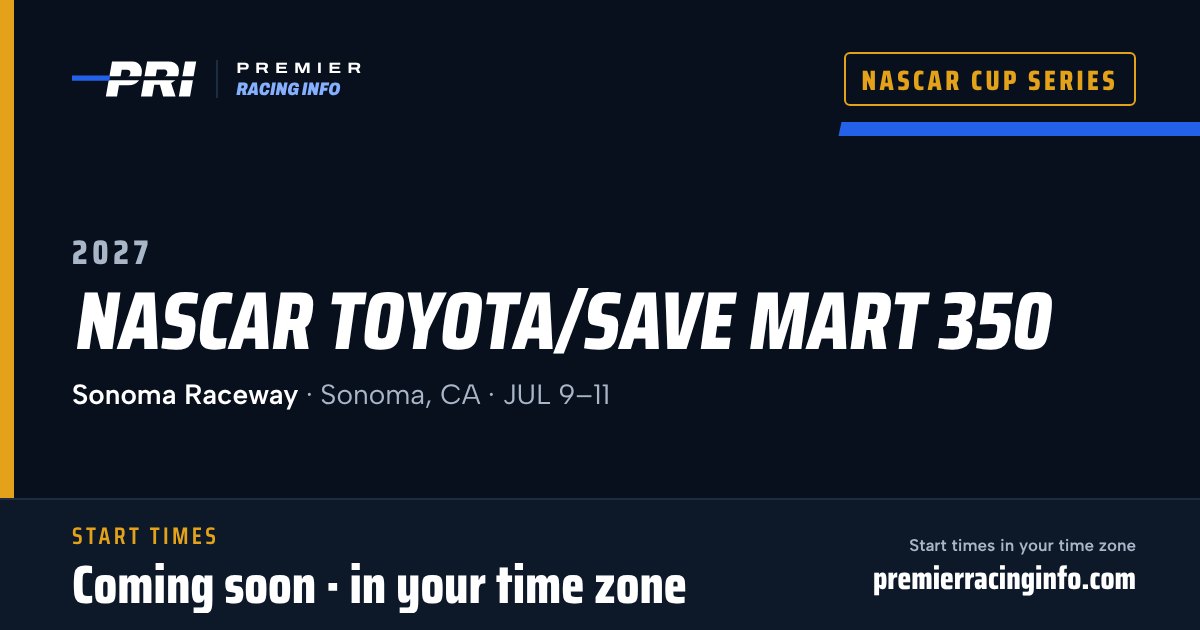 PRI PREMIER
RACING INFO
NASCAR CUP SERIES
2027
NASCAR TOYOTA/SAVE MART 350
Sonoma Raceway · Sonoma, CA · JUL 9–11
START TIMES
Coming soon · in your time zone
Start times in your time zone
premierracinginfo.com